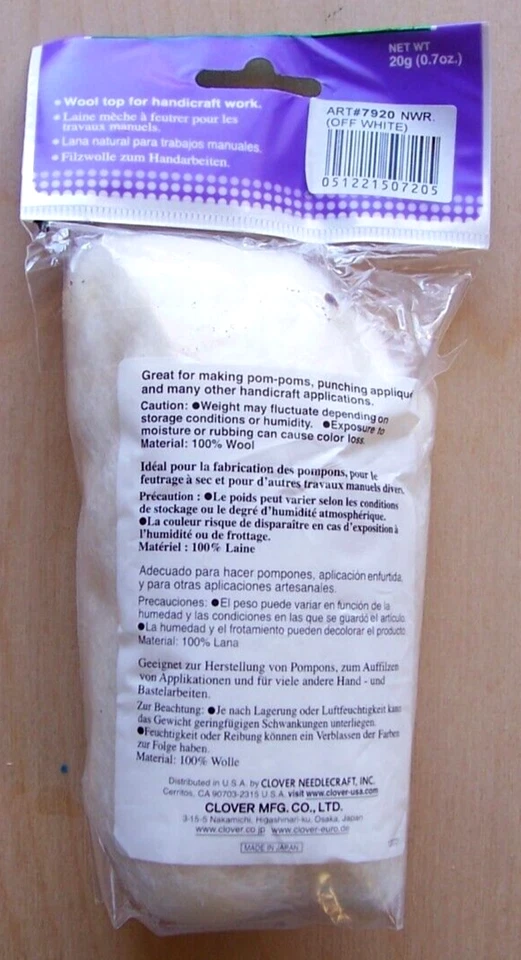 NET WT
20g (0.7oz.)
• Wool top for handicraft work.
• Laine mèche à feutrer pour les
travaux manuels.
• Lana natural para trabajos manuales.
• Filzwolle zum Handarbeiten.
ART#7920 NWR.
(OFF WHITE)
051221507205
Great for making pom-poms, punching appliqué
and many other handicraft applications.
Caution: ●Weight may fluctuate depending on
storage conditions or humidity. ●Exposure to
moisture or rubbing can cause color loss.
Material: 100% Wool
Idéal pour la fabrication des pompons, pour le
feutrage à sec et pour d'autres travaux manuels divers.
Précaution : ●Le poids peut varier selon les conditions
de stockage ou le degré d'humidité atmosphérique.
●La couleur risque de disparaître en cas d'exposition à
l'humidité ou de frottage.
Matériel : 100% Laine
Adecuado para hacer pompones, aplicación enfurtida,
y para otras aplicaciones artesanales.
Precauciones: ●El peso puede variar en función de la
humedad y las condiciones en las que se guardó el artículo.
●La humedad y el frotamiento pueden decolorar el producto.
Material: 100% Lana
Geeignet zur Herstellung von Pompons, zum Auffilzen
von Applikationen und für viele andere Hand - und
Bastelarbeiten.
Zur Beachtung: ●Je nach Lagerung oder Luftfeuchtigkeit kann
das Gewicht geringfügigen Schwankungen unterliegen.
●Feuchtigkeit oder Reibung können ein Verblassen der Farben
zur Folge haben.
Material: 100% Wolle
Distributed in U.S.A. by CLOVER NEEDLECRAFT, INC.
Cerritos, CA 90703-2315 U.S.A. visit www.clover-usa.com
CLOVER MFG. CO., LTD.
3-15-5 Nakamichi, Higashinari-ku, Osaka, Japan
www.clover.co.jp www.clover-euro.de
MADE IN JAPAN